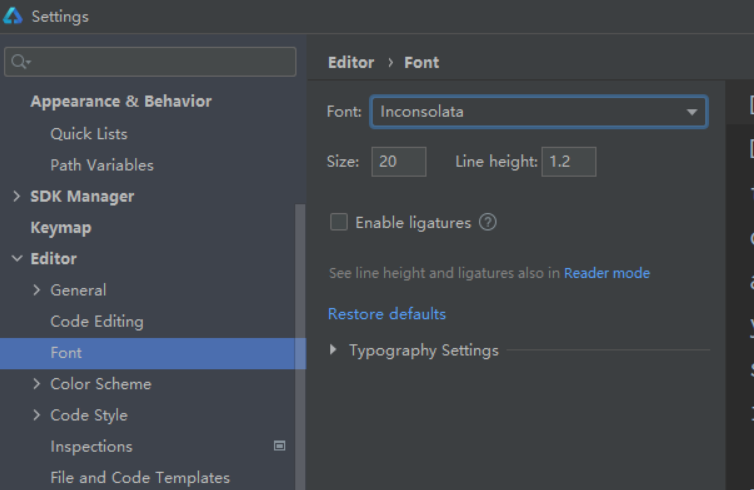 Settings
Appearance & Behavior
Quick Lists
Path Variables
SDK Manager
Keymap
Editor
General
Code Editing
Font
Color Scheme
Code Style
Inspections
File and Code Templates
Editor › Font
Font: Inconsolata
Size: 20 Line height: 1.2
Enable ligatures ?
See line height and ligatures also in Reader mode
Restore defaults
Typography Settings